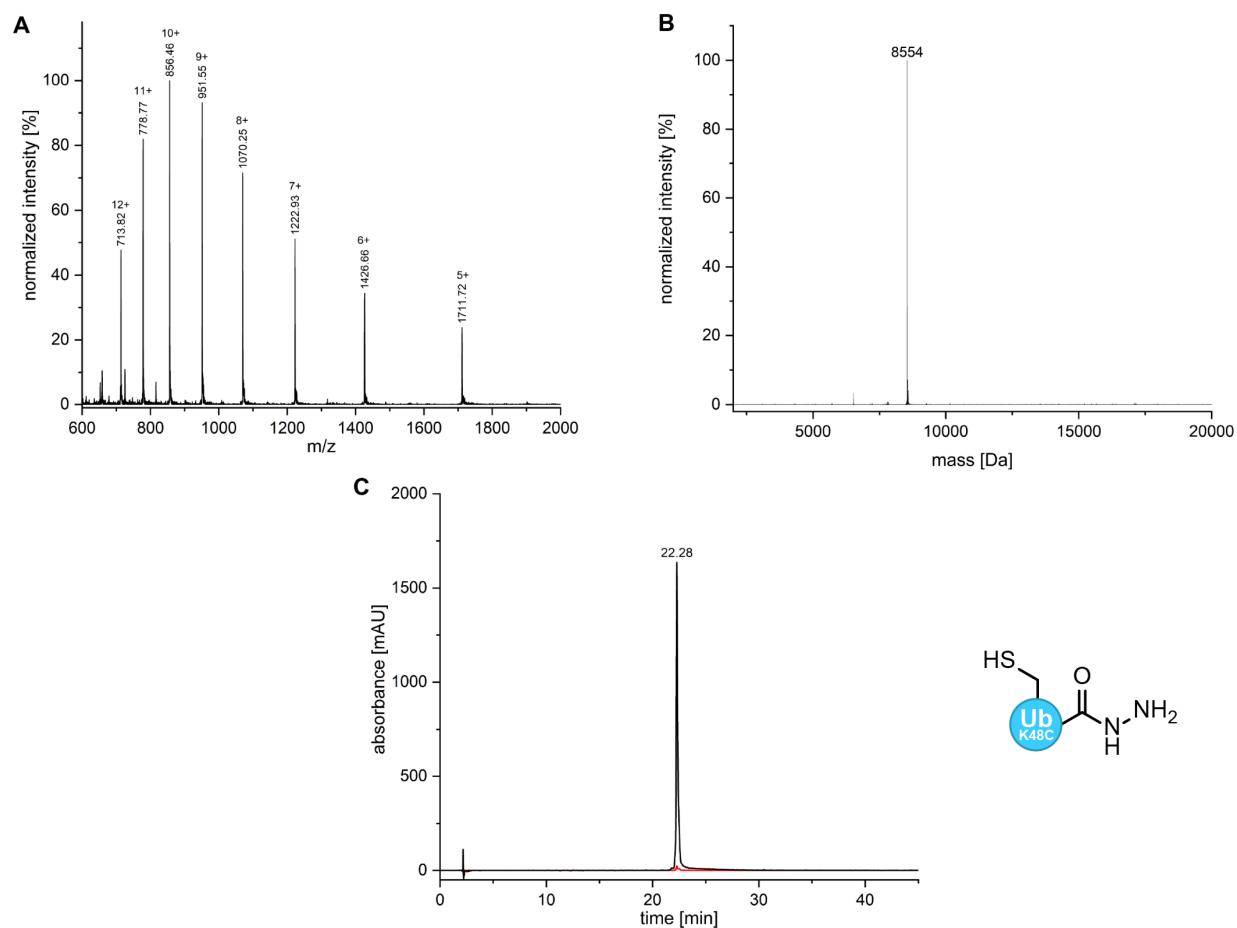 A
normalized intensity [%]
100
80
60
40
20
0
12+
713.82
11+
778.77
10+
856.46
9+
951.55
8+
1070.25
7+
1222.93
6+
1426.66
5+
1711.72
600 800 1000 1200 1400 1600 1800 2000
m/z
B
normalized intensity [%]
100
80
60
40
20
0
8554
5000 10000 15000 20000
mass [Da]
C
absorbance [mAU]
2000
1500
1000
500
0
22.28
0 10 20 30 40
time [min]
HS
O
Ub
K48C
N
H
NH2